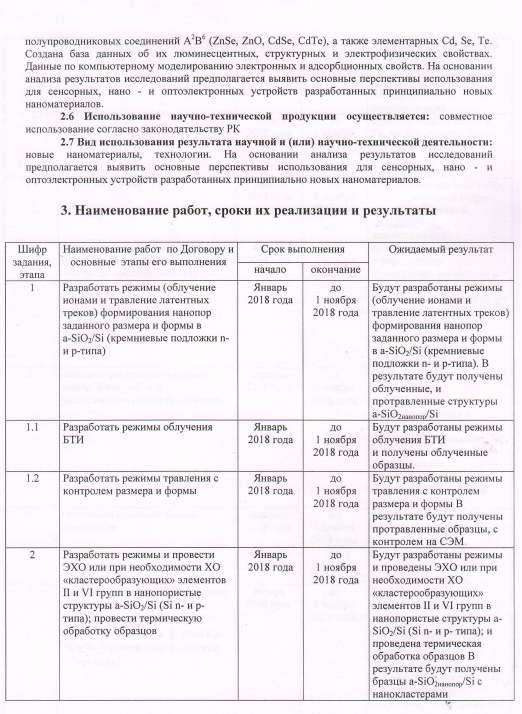 полупроводниковых соединений A²B⁶ (ZnSe, ZnO, CdSe, CdTe), а также элементарных Cd, Se, Te.
Создана база данных об их люминесцентных, структурных и электрофизических свойствах.
Данные по компьютерному моделированию электронных и адсорбционных свойств. На основании
анализа результатов исследований предполагается выявить основные перспективы использования
для сенсорных, нано - и оптоэлектронных устройств разработанных принципиально новых
наноматериалов.
2.6 Использование научно-технической продукции осуществляется: совместное
использование согласно законодательству РК
2.7 Вид использования результата научной и (или) научно-технической деятельности:
новые наноматериалы, технологии. На основании анализа результатов исследований
предполагается выявить основные перспективы использования для сенсорных, нано - и
оптоэлектронных устройств разработанных принципиально новых наноматериалов.
3. Наименование работ, сроки их реализации и результаты
Шифр
задания,
этапа
Наименование работ по Договору и
основные этапы его выполнения
Срок выполнения
начало
окончание
Ожидаемый результат
1
Разработать режимы (облучение
ионами и травление латентных
треков) формирования нанопор
заданного размера и формы в
a-SiO₂/Si (кремниевые подложки n-
и p-типа)
Январь
2018 года
до
1 ноября
2018 года
Будут разработаны режимы
(облучение ионами и
травление латентных треков)
формирования нанопор
заданного размера и формы
в a-SiO₂/Si (кремниевые
подложки n- и p-типа). В
результате будут получены
облученные, и
протравленные структуры
a-SiO₂нанопор/Si
1.1
Разработать режимы облучения
БТИ
Январь
2018 года
до
1 ноября
2018 года
Будут разработаны режимы
облучения БТИ
и получены облученные
образцы.
1.2
Разработать режимы травления с
контролем размера и формы
Январь
2018 года
до
1 ноября
2018 года
Будут разработаны режимы
травления с контролем
размера и формы В
результате будут получены
протравленные образцы, с
контролем на СЭМ.
2
Разработать режимы и провести
ЭХО или при необходимости ХО
«кластерообразующих» элементов
II и VI групп в нанопористые
структуры a-SiO₂/Si (Si n- и p-
типа); провести термическую
обработку образцов
Январь
2018 года
до
1 ноября
2018 года
Будут разработаны режимы
и проведены ЭХО или при
необходимости ХО
«кластерообразующих»
элементов II и VI групп в
нанопористые структуры a-
SiO₂/Si (Si n- и p- типа); и
проведена термическая
обработка образцов В
результате будут получены
бразцы a-SiO₂нанопор/Si с
нанокластерами